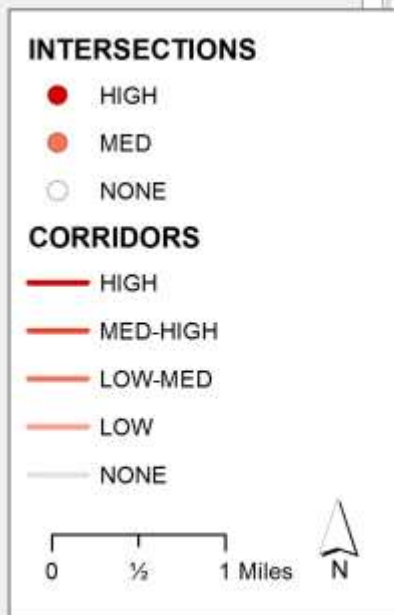 INTERSECTIONS
HIGH
MED
NONE
CORRIDORS
HIGH
MED-HIGH
LOW-MED
LOW
NONE
0 ½ 1 Miles N